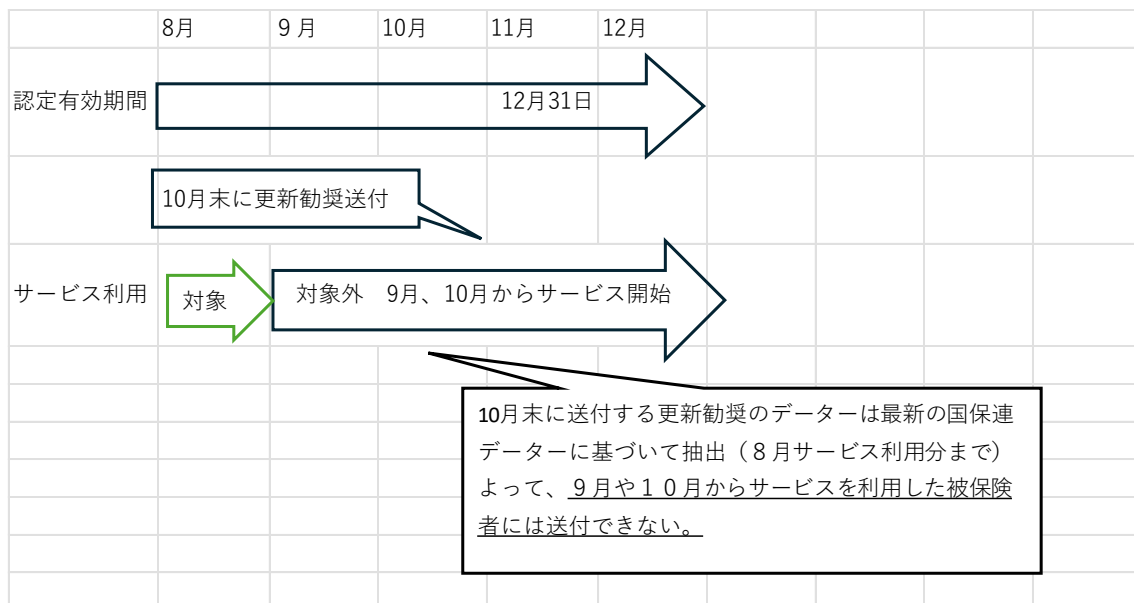 8月 9月 10月 11月 12月
認定有効期間
12月31日
10月末に更新勧奨送付
サービス利用
対象
対象外　9月、10月からサービス開始
10月末に送付する更新勧奨のデーターは最新の国保連
データーに基づいて抽出（８月サービス利用分まで）
よって、９月や１０月からサービスを利用した被保険
者には送付できない。